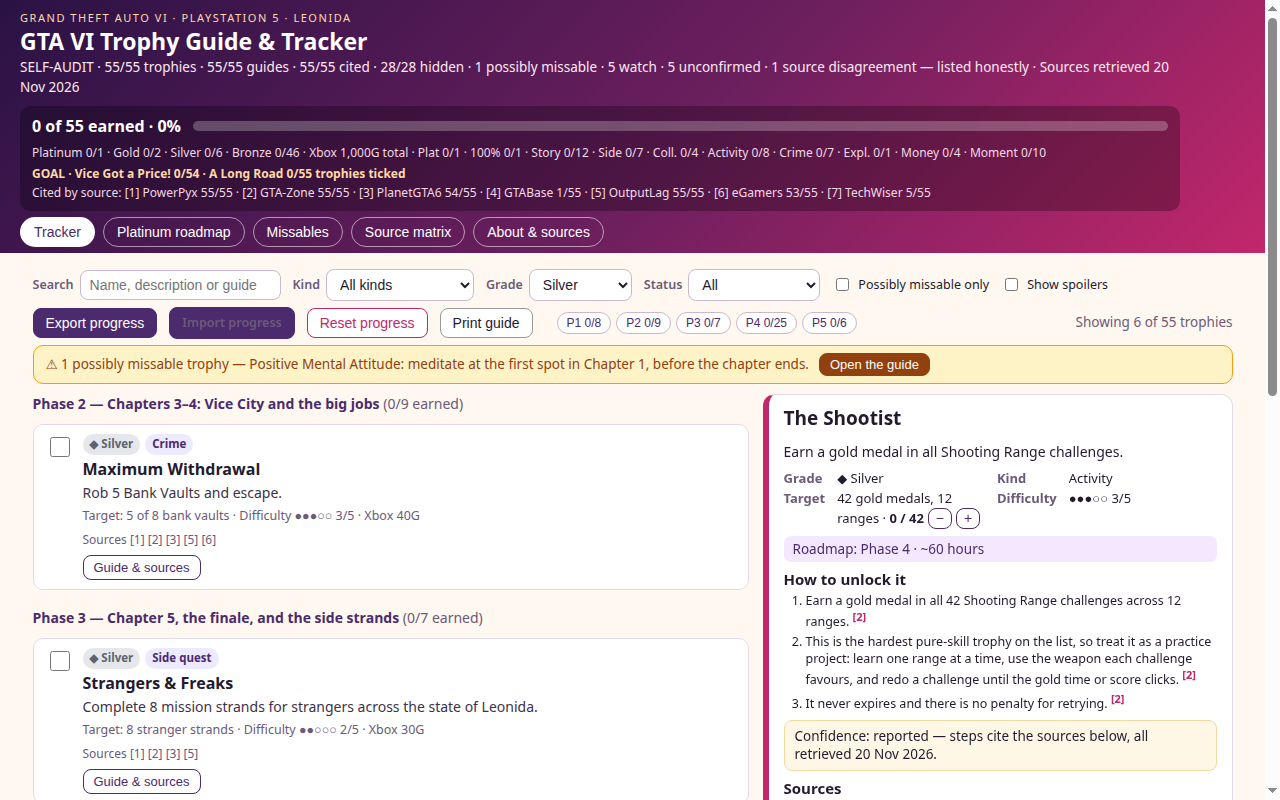 GRAND THEFT AUTO VI · PLAYSTATION 5 · LEONIDA
GTA VI Trophy Guide & Tracker
SELF-AUDIT · 55/55 trophies · 55/55 guides · 55/55 cited · 28/28 hidden · 1 possibly missable · 5 watch · 5 unconfirmed · 1 source disagreement — listed honestly · Sources retrieved 20
Nov 2026
0 of 55 earned · 0%
Platinum 0/1 · Gold 0/2 · Silver 0/6 · Bronze 0/46 · Xbox 1,000G total · Plat 0/1 · 100% 0/1 · Story 0/12 · Side 0/7 · Coll. 0/4 · Activity 0/8 · Crime 0/7 · Expl. 0/1 · Money 0/4 · Moment 0/10
GOAL · Vice Got a Price! 0/54 · A Long Road 0/55 trophies ticked
Cited by source: [1] PowerPyx 55/55 · [2] GTA-Zone 55/55 · [3] PlanetGTA6 54/55 · [4] GTABase 1/55 · [5] OutputLag 55/55 · [6] eGamers 53/55 · [7] TechWiser 5/55
Tracker Platinum roadmap Missables Source matrix About & sources
Search Name, description or guide Kind All kinds Grade Silver Status All Possibly missable only Show spoilers
Export progress Import progress Reset progress Print guide P1 0/8 P2 0/9 P3 0/7 P4 0/25 P5 0/6 Showing 6 of 55 trophies
⚠ 1 possibly missable trophy — Positive Mental Attitude: meditate at the first spot in Chapter 1, before the chapter ends. Open the guide
Phase 2 — Chapters 3–4: Vice City and the big jobs (0/9 earned)
◆ Silver Crime
Maximum Withdrawal
Rob 5 Bank Vaults and escape.
Target: 5 of 8 bank vaults · Difficulty ●●●○○ 3/5 · Xbox 40G
Sources [1] [2] [3] [5] [6]
Guide & sources
Phase 3 — Chapter 5, the finale, and the side strands (0/7 earned)
◆ Silver Side quest
Strangers & Freaks
Complete 8 mission strands for strangers across the state of Leonida.
Target: 8 stranger strands · Difficulty ●●○○○ 2/5 · Xbox 30G
Sources [1] [2] [3] [5]
Guide & sources
The Shootist
Earn a gold medal in all Shooting Range challenges.
Grade ◆ Silver Kind Activity
Target 42 gold medals, 12 Difficulty ●●●○○ 3/5
ranges · 0 / 42 − +
Roadmap: Phase 4 · ~60 hours
How to unlock it
1. Earn a gold medal in all 42 Shooting Range challenges across 12
ranges. [2]
2. This is the hardest pure-skill trophy on the list, so treat it as a practice
project: learn one range at a time, use the weapon each challenge
favours, and redo a challenge until the gold time or score clicks. [2]
3. It never expires and there is no penalty for retrying. [2]
Confidence: reported — steps cite the sources below, all
retrieved 20 Nov 2026.
Sources